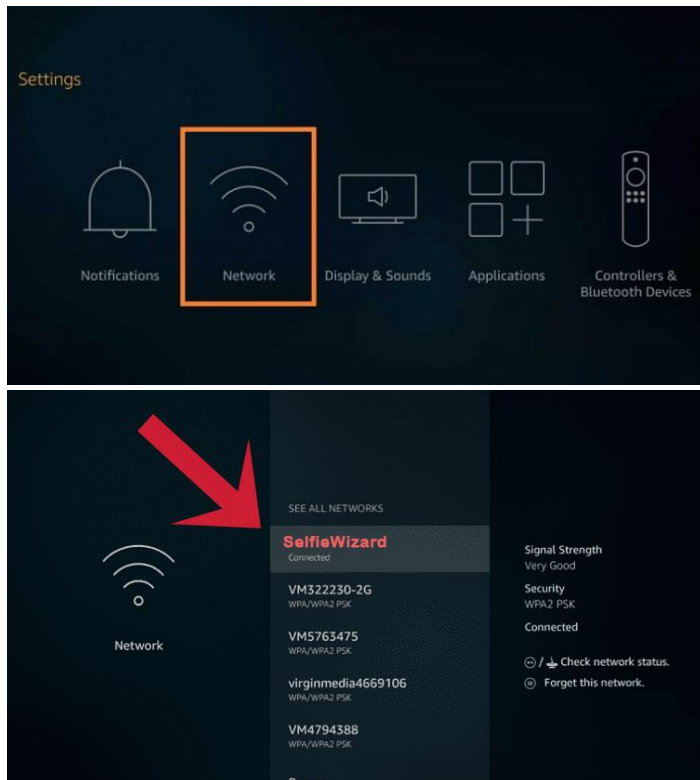 Settings
Notifications
Network
Display & Sounds
Applications
Controllers &
Bluetooth Devices
Network
SEE ALL NETWORKS
SelfieWizard
Connected
VM322230-2G
WPA/WPA2 PSK
VM5763475
WPA/WPA2 PSK
virginmedia4669106
WPA/WPA2 PSK
VM4794388
WPA/WPA2 PSK
Signal Strength
Very Good
Security
WPA2 PSK
Connected
/ Check network status.
Forget this network.